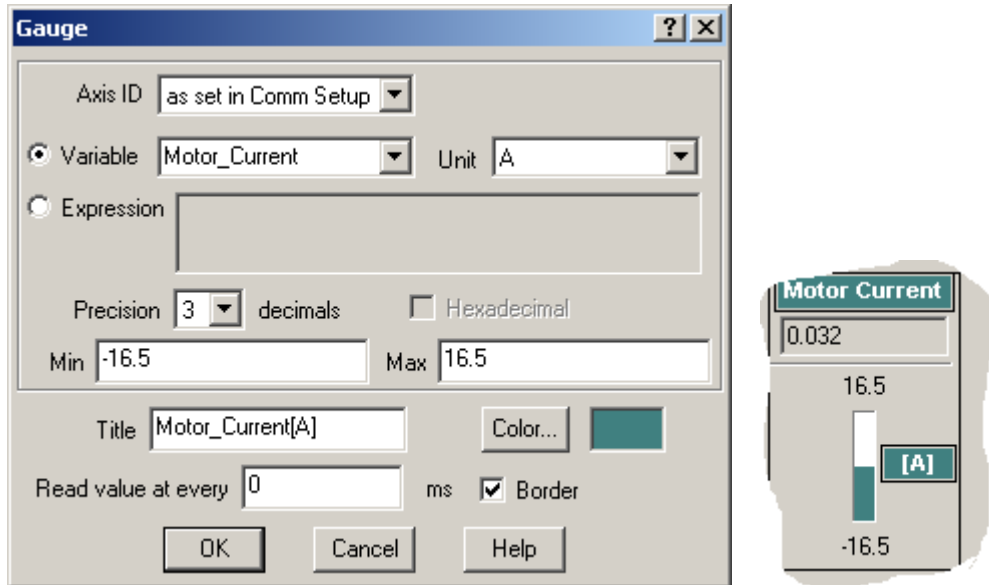 Gauge
Axis ID as set in Comm Setup
Variable Motor_Current Unit A
Expression
Precision 3 decimals Hexadecimal
Min -16.5 Max 16.5
Title Motor_Current[A] Color...
Read value at every 0 ms Border
OK Cancel Help
Motor Current
0.032
16.5
[A]
-16.5